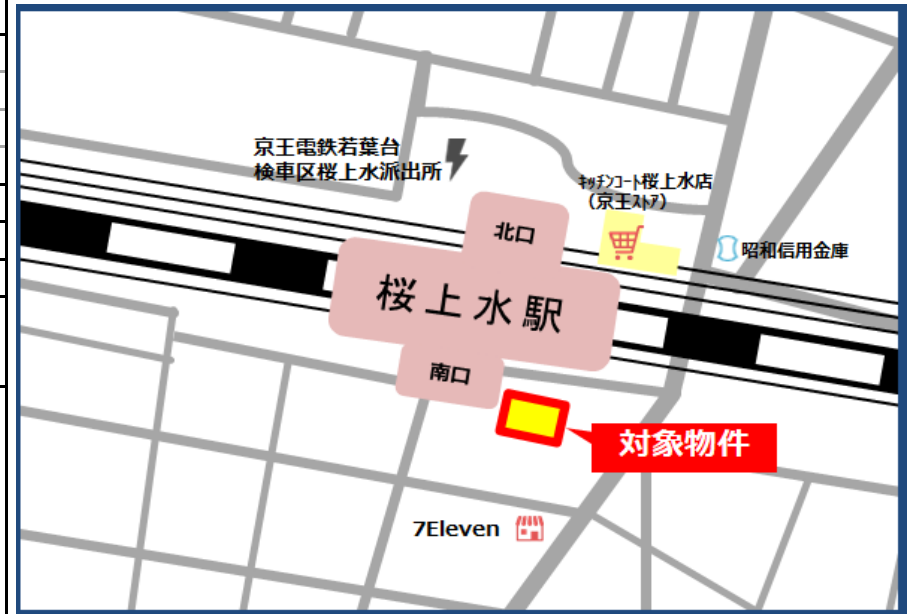 京王電鉄若葉台
検車区桜上水派出所
キッチンコート桜上水店
(京王ストア)
北口
昭和信用金庫
桜上水駅
南口
対象物件
7Eleven